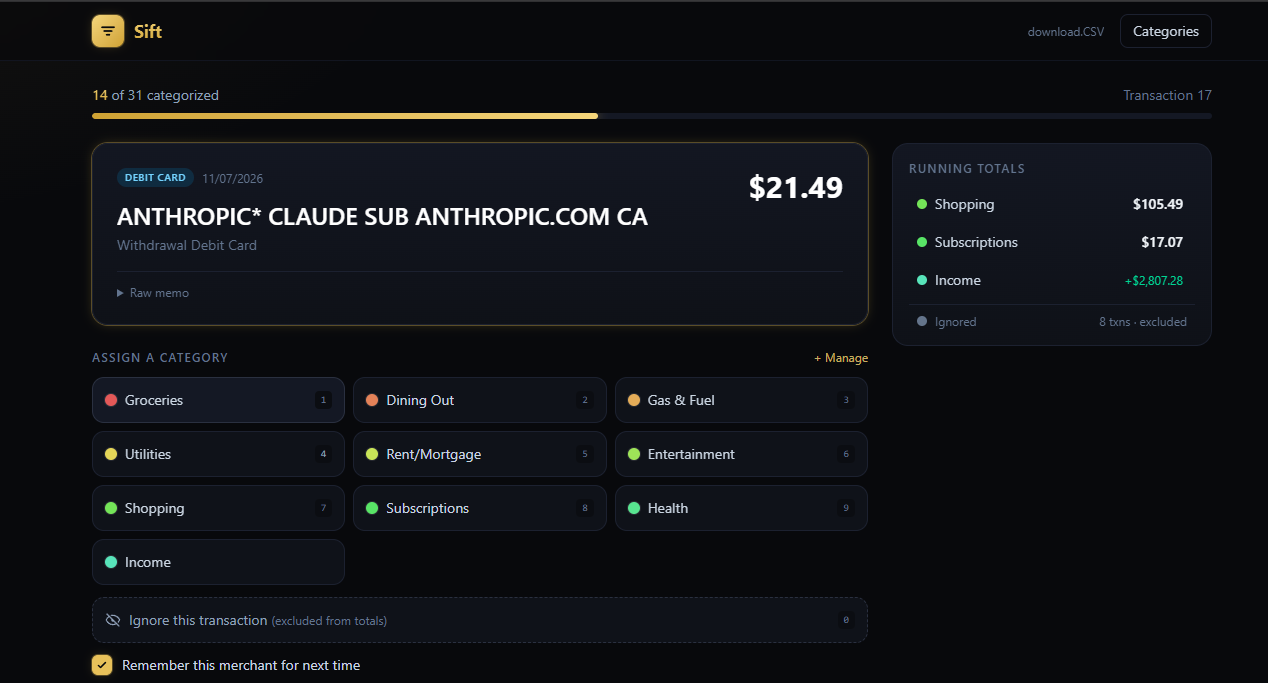 Sift
download.CSV
Categories
14 of 31 categorized
Transaction 17
DEBIT CARD 11/07/2026
$21.49
ANTHROPIC* CLAUDE SUB ANTHROPIC.COM CA
Withdrawal Debit Card
Raw memo
RUNNING TOTALS
Shopping $105.49
Subscriptions $17.07
Income +$2,807.28
Ignored 8 txns · excluded
ASSIGN A CATEGORY
+ Manage
Groceries 1
Dining Out 2
Gas & Fuel 3
Utilities 4
Rent/Mortgage 5
Entertainment 6
Shopping 7
Subscriptions 8
Health 9
Income
Ignore this transaction (excluded from totals) 0
Remember this merchant for next time